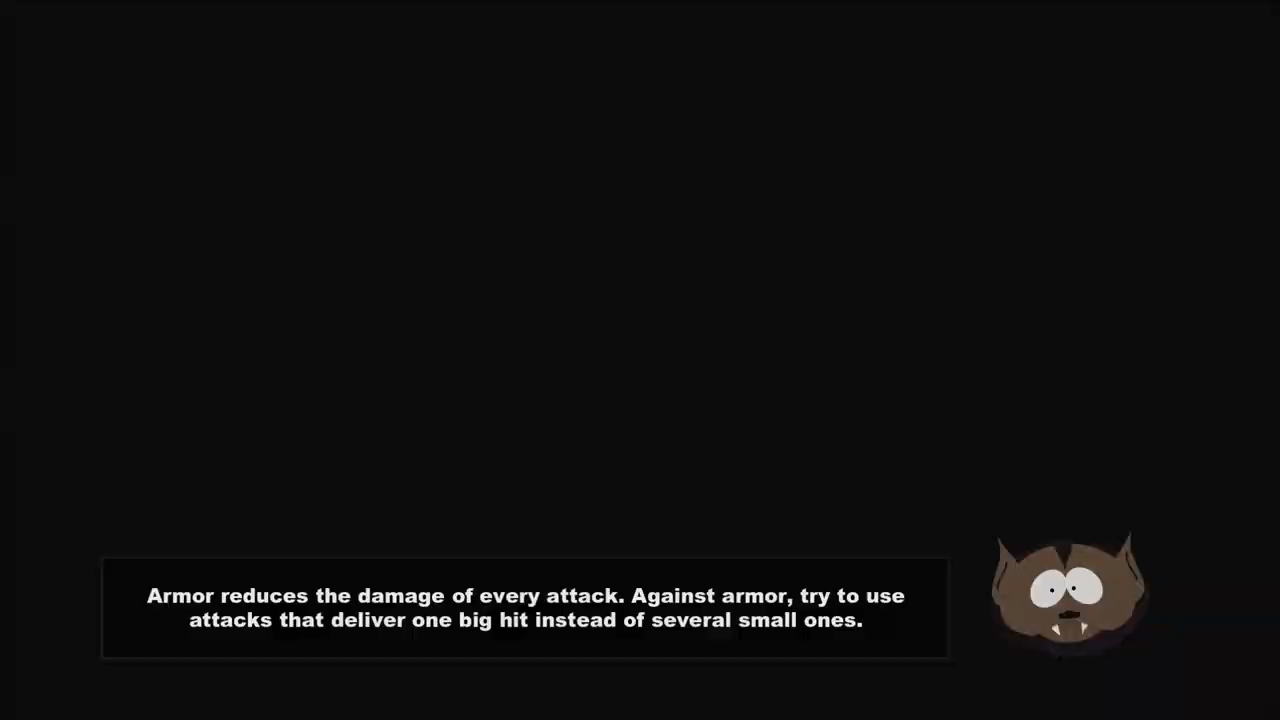 Armor reduces the damage of every attack. Against armor, try to use
attacks that deliver one big hit instead of several small ones.